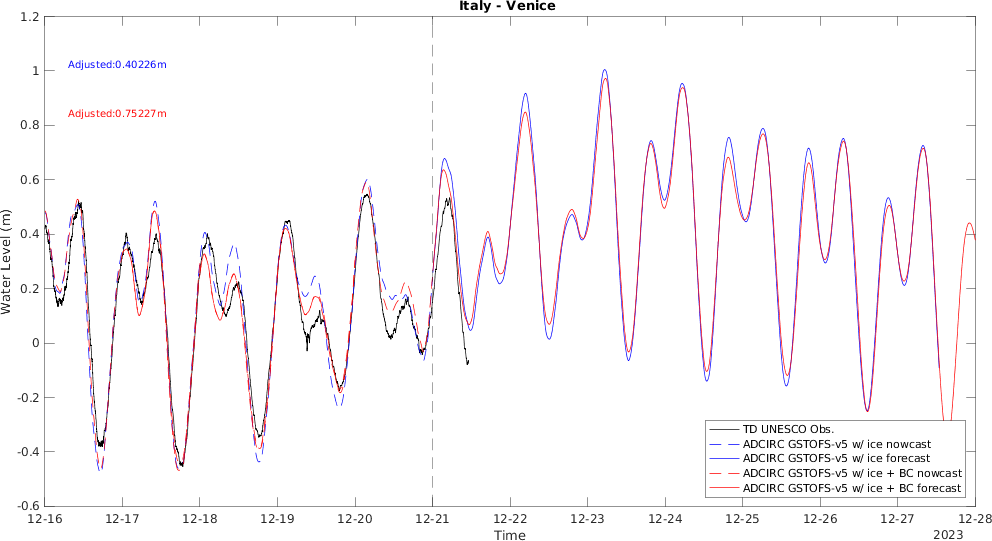 Italy - Venice
1.2
1
0.8
0.6
0.4
0.2
0
-0.2
-0.4
-0.6
Water Level (m)
Adjusted:0.40226m
Adjusted:0.75227m
TD UNESCO Obs.
ADCIRC GSTOFS-v5 w/ ice nowcast
ADCIRC GSTOFS-v5 w/ ice forecast
ADCIRC GSTOFS-v5 w/ ice + BC nowcast
ADCIRC GSTOFS-v5 w/ ice + BC forecast
12-16 12-17 12-18 12-19 12-20 12-21 12-22 12-23 12-24 12-25 12-26 12-27 12-28
Time
2023